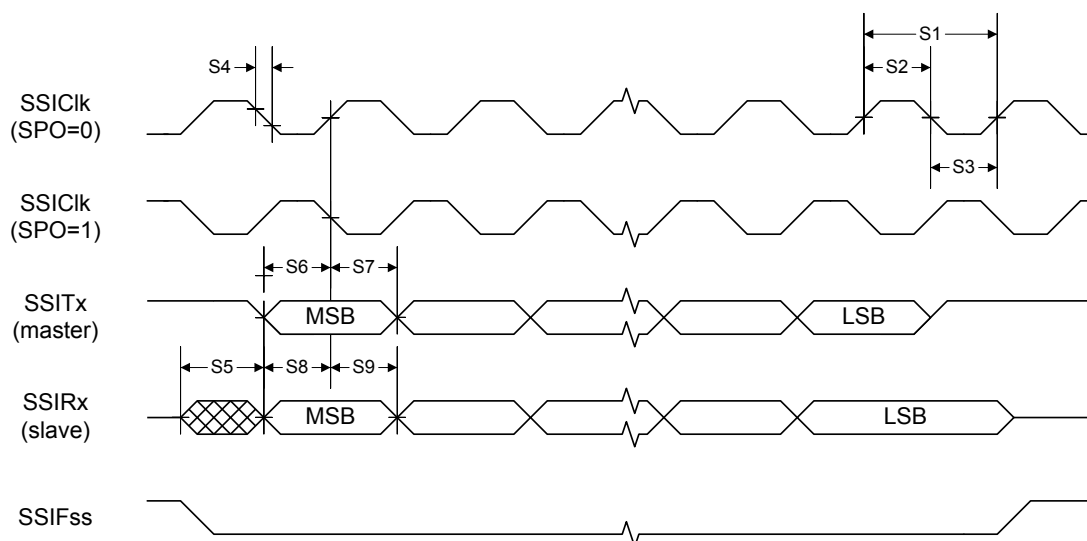 S1
S4
S2
SSIClk
(SPO=0)
S3
SSIClk
(SPO=1)
S6
S7
SSITx
(master)
MSB
LSB
S5
S8
S9
SSIRx
(slave)
MSB
LSB
SSIFss